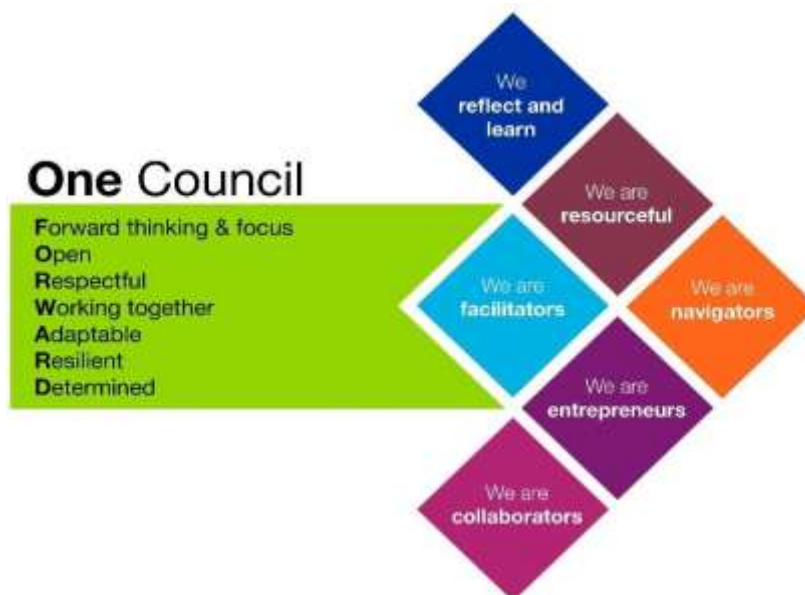 One Council
Forward thinking & focus
Open
Respectful
Working together
Adaptable
Resilient
Determined
We
reflect and
learn
We are
resourceful
We are
facilitators
We are
navigators
We are
entrepreneurs
We are
collaborators